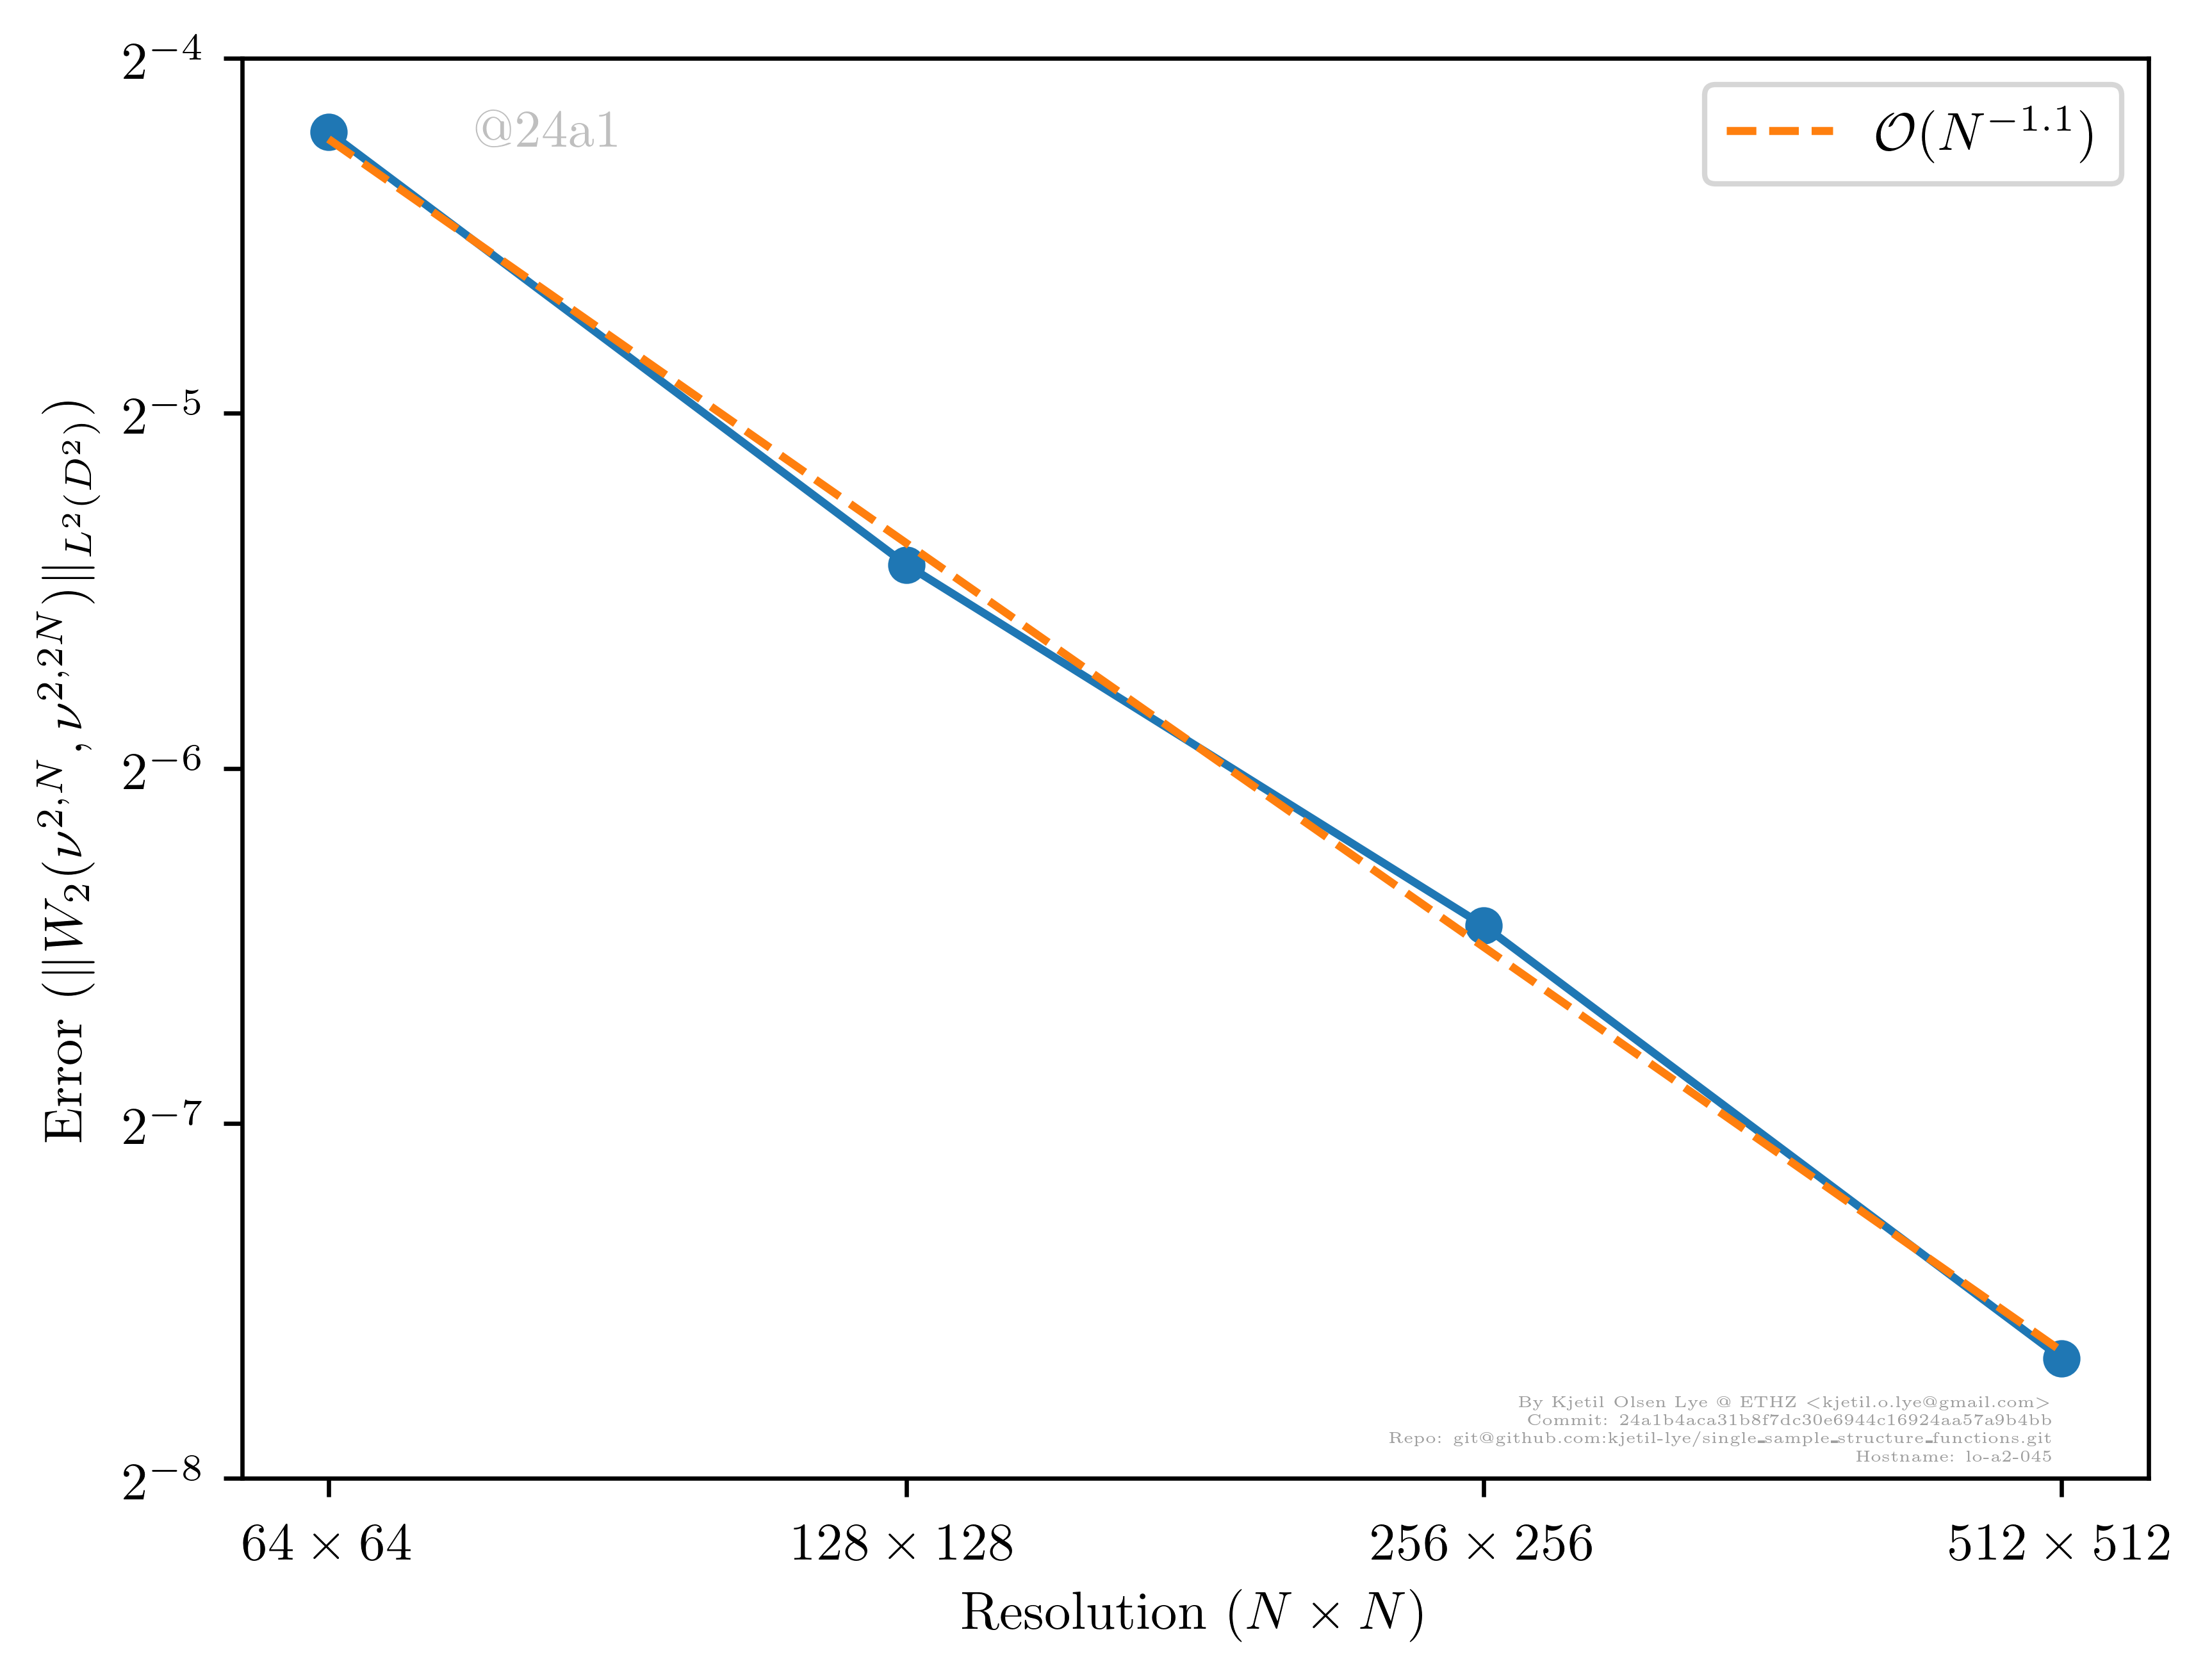 @24a1
O(N^{-1.1})
Error (||W_2(ν^{2,N}, ν^{2,2N})||_{L^2(D^2)})
2^{-4}
2^{-5}
2^{-6}
2^{-7}
2^{-8}
By Kjetil Olsen Lye @ ETHZ <kjetil.o.lye@gmail.com>
Commit: 24a1b4aca31b8f7dc30e6944c16924aa57a9b4bb
Repo: git@github.com:kjetil-lye/single_sample_structure_functions.git
Hostname: lo-a2-045
64 × 64 128 × 128 256 × 256 512 × 512
Resolution (N × N)